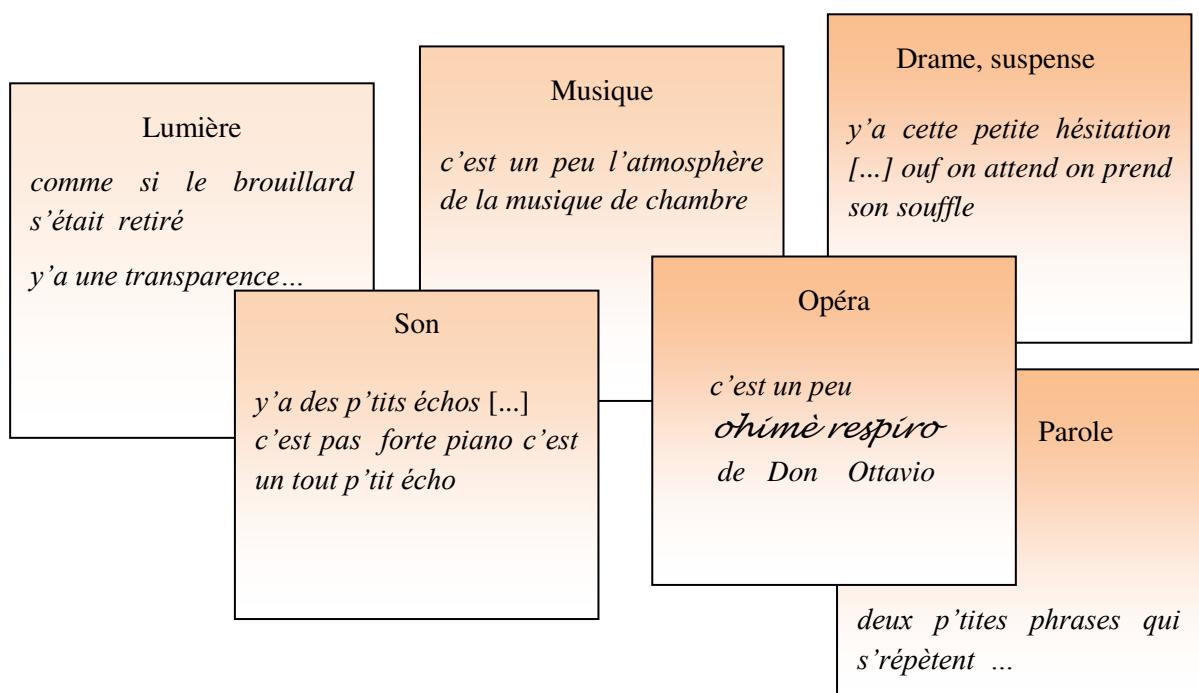 Lumière
comme si le brouillard
s’était retiré
y’a une transparence…
Son
y’a des p’tits échos [...]
c’est pas forte piano c’est
un tout p’tit écho
Musique
c’est un peu l’atmosphère
de la musique de chambre
Opéra
c’est un peu
ohimè respiro
de Don Ottavio
Drame, suspense
y’a cette petite hésitation
[...] ouf on attend on prend
son souffle
Parole
deux p’tites phrases qui
s’répètent …